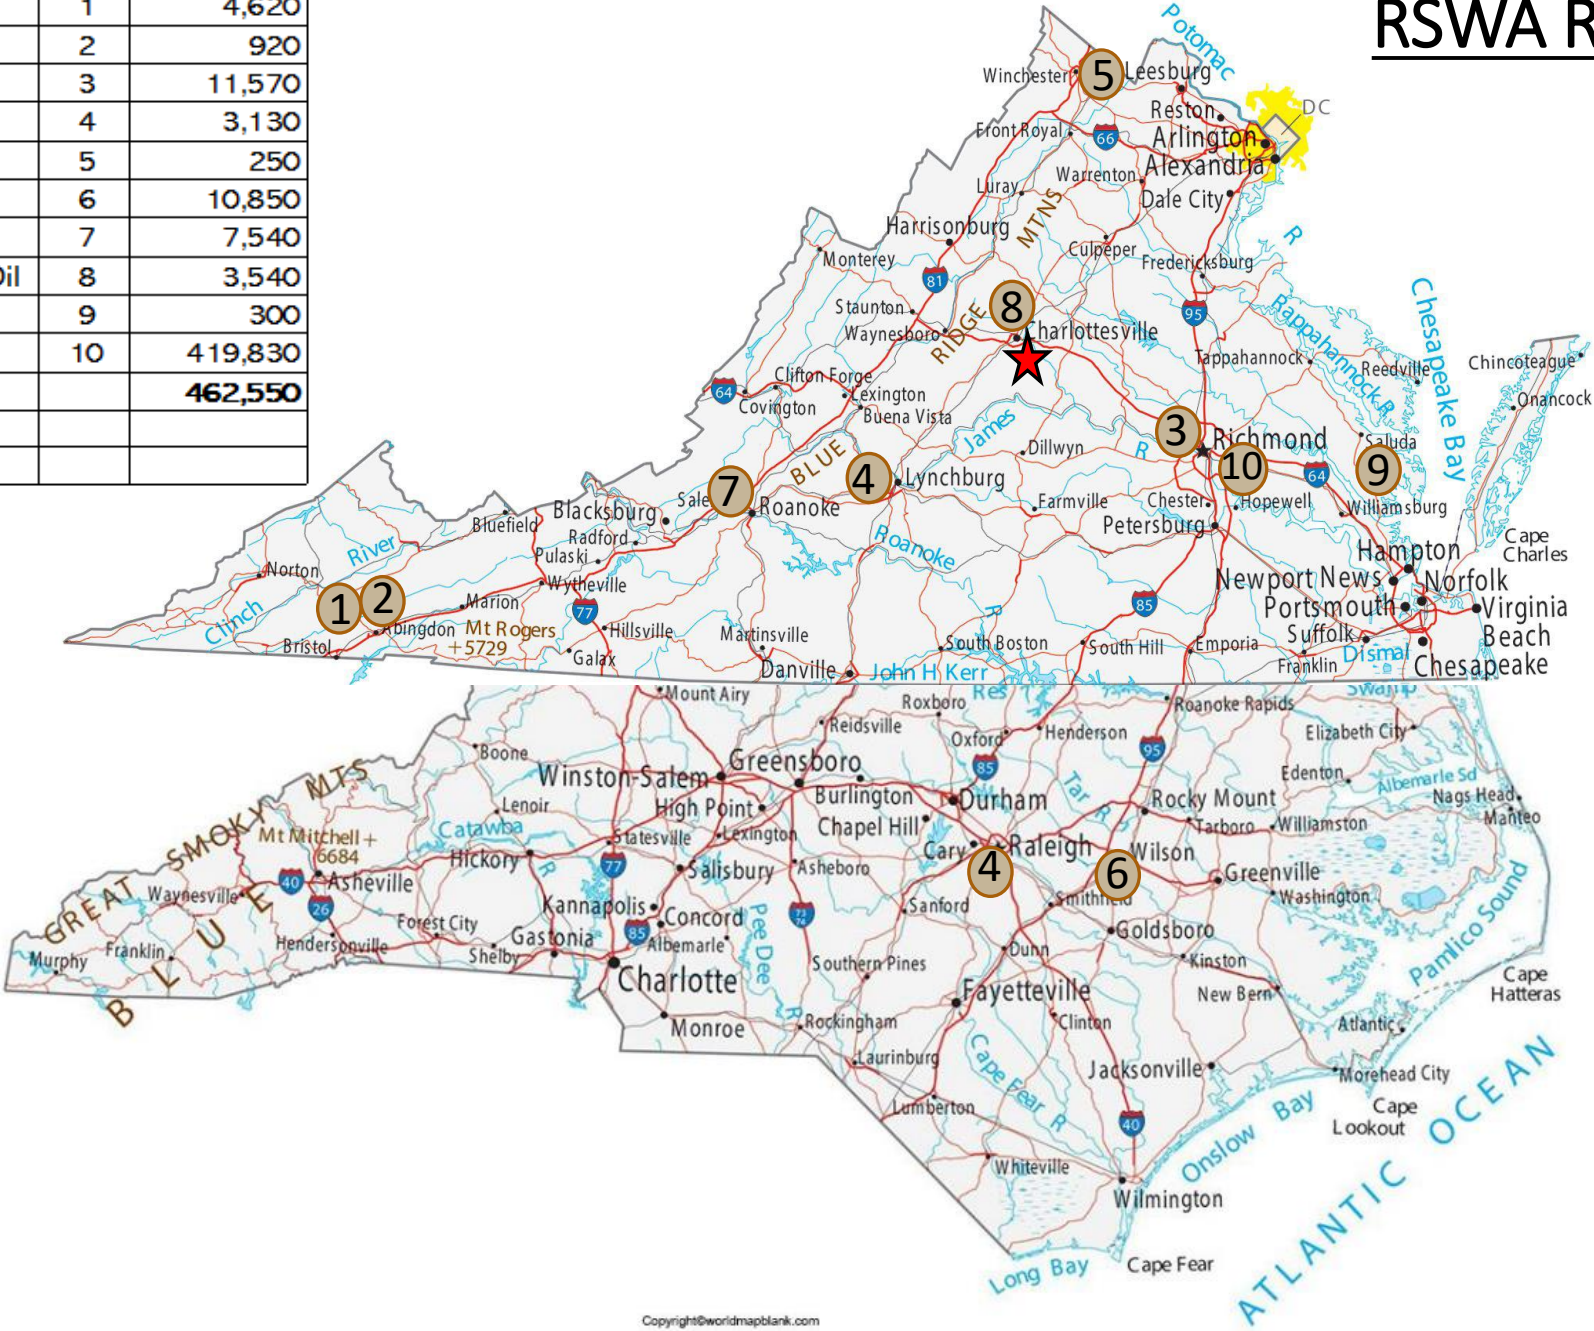 RSWA R
1 4,620
2 920
3 11,570
4 3,130
5 250
6 10,850
7 7,540
Oil 8 3,540
9 300
10 419,830
462,550
Potomac
Winchester 5 Leesburg
Reston
DC
Front Royal 66 Arlington
Alexandria
Warrenton
Luray
Dale City
MTNS
Harrisonburg
R
Culpeper
Monterey
Fredericksburg
81
Chesapeake Bay
Staunton 8
95
Rappahannock R
Waynesboro
RIDGE
Charlottesville
Tappahannock
Reedville
Chincoteague
Clifton Forge
64
Lexington
Onancock
Covington
Buena Vista
James
R
3 Richmond
Saluda
Dillwyn
BLUE
4 Lynchburg
10
64
9
7
Sale
Roanoke
Blacksburg
Farmville
Chester
Hopewell
Williamsburg
Bluefield
Petersburg
Radford
Roanoke
R
Cape
Charles
River
Pulaski
Hampton
Norton
Wytheville
Newport News
Norfolk
1 2
Marion
77
85
Portsmouth
Virginia
Beach
Clinch
Abingdon
Mt Rogers
+5729
Hillsville
Martinsville
South Boston
South Hill
Emporia
Suffolk
Bristol
Galax
Danville
John H Kerr
Res
Franklin
Dismal
Swamp
Chesapeake
Mount Airy
Roxboro
Roanoke Rapids
Reidsville
Oxford
Henderson
Elizabeth City
Boone
95
Greensboro
85
Winston-Salem
Edenton
Albemarle Sd
MTS
Tar R
Lenoir
High Point
Burlington
Durham
Rocky Mount
Nags Head
Chapel Hill
Tarboro
Williamston
Manteo
SMOKY
Mt Mitchell +
6684
Catawba
R
Statesville
Lexington
Hickory
Cary
Raleigh
Wilson
77
Salisbury
Asheboro
4
6
Greenville
GREAT
40
Asheville
Waynesville
Smithfield
Washington
26
Kannapolis
Sanford
Concord
73
74
Pee Dee
R
Forest City
Goldsboro
Pamlico Sound
Hendersonville
Gastonia
85
Albemarle
Franklin
Shelby
Dunn
Murphy
Southern Pines
Kinston
Charlotte
Cape
Hatteras
BLUE
Fayetteville
New Bern
Monroe
Rockingham
Clinton
Atlantic
Laurinburg
Cape Fear R
Jacksonville
Morehead City
Lumberton
Cape
Lookout
40
Onslow Bay
ATLANTIC OCEAN
Whiteville
Wilmington
Long Bay
Cape Fear
Copyright©worldmapblank.com